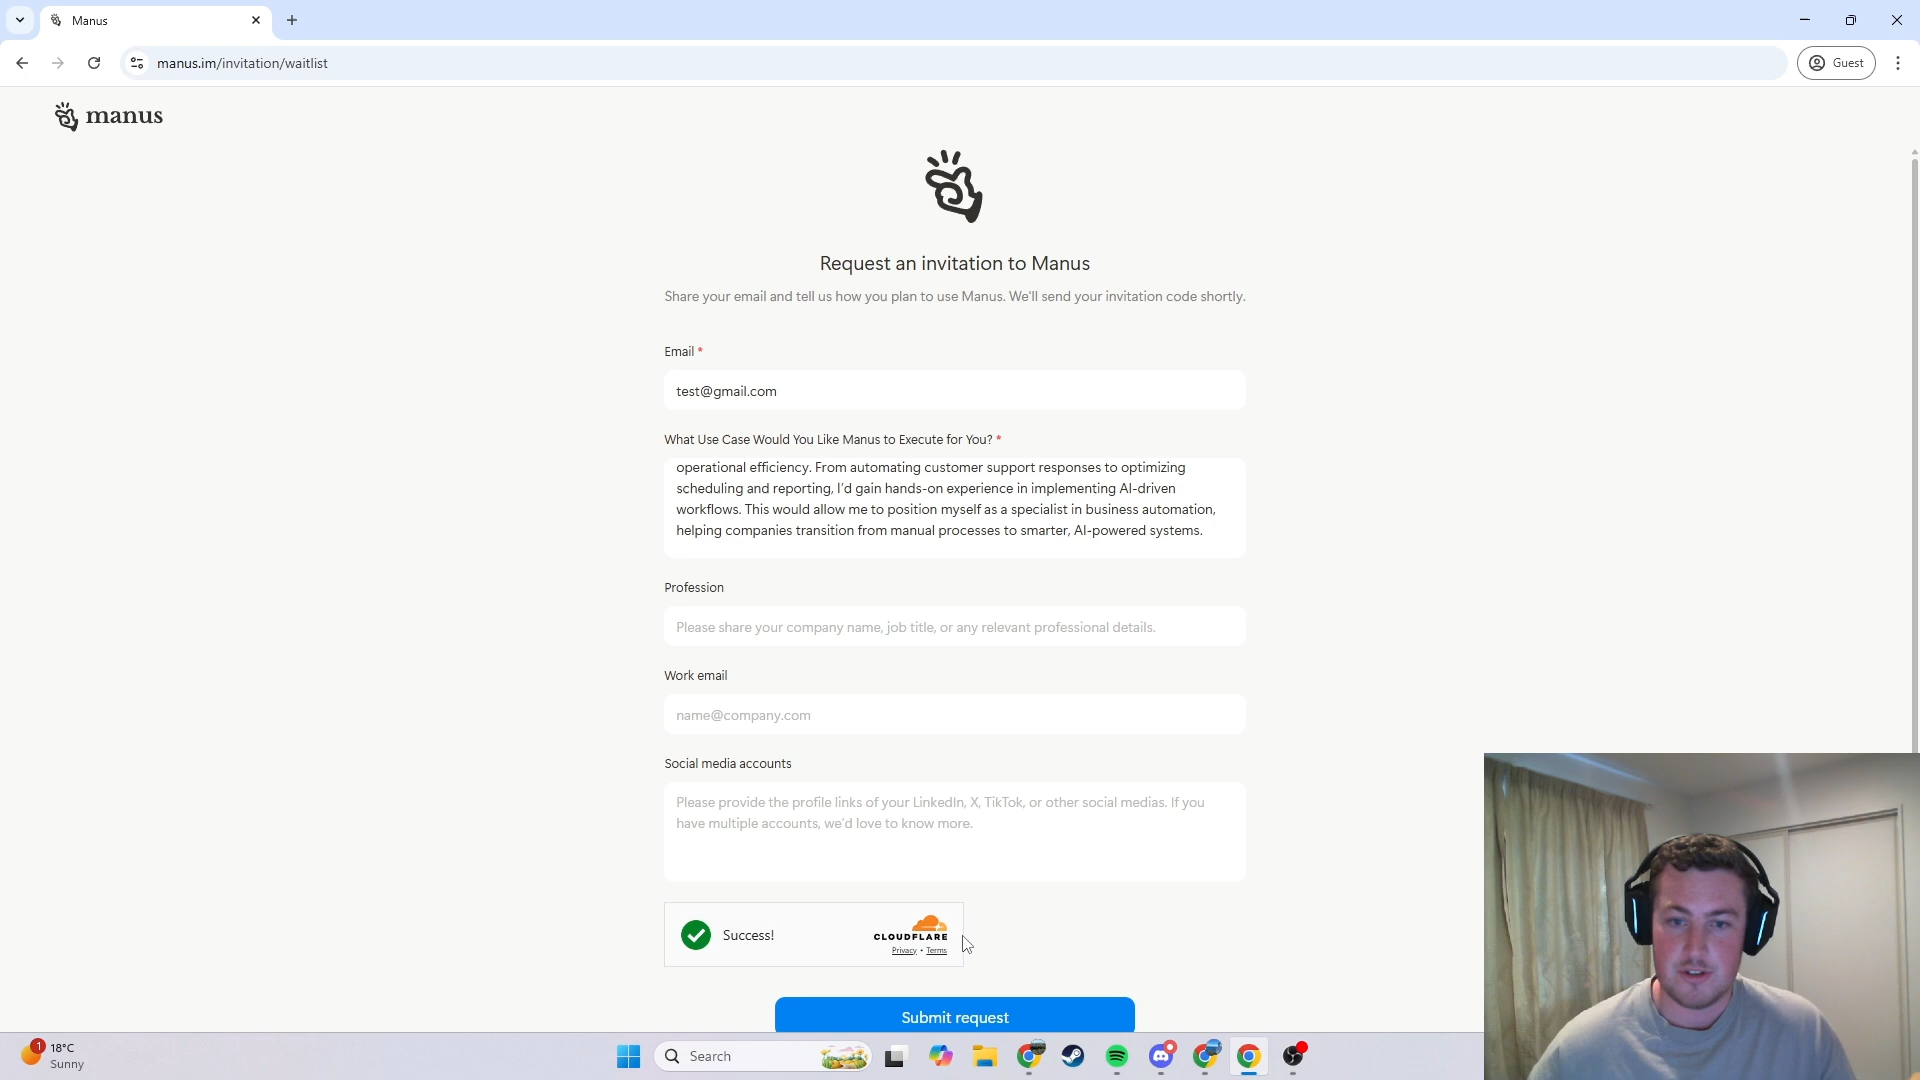 Manus
manus.im/invitation/waitlist
Guest
manus
Request an invitation to Manus
Share your email and tell us how you plan to use Manus. We'll send your invitation code shortly.
Email *
test@gmail.com
What Use Case Would You Like Manus to Execute for You? *
operational efficiency. From automating customer support responses to optimizing
scheduling and reporting, I'd gain hands-on experience in implementing AI-driven
workflows. This would allow me to position myself as a specialist in business automation,
helping companies transition from manual processes to smarter, AI-powered systems.
Profession
Please share your company name, job title, or any relevant professional details.
Work email
name@company.com
Social media accounts
Please provide the profile links of your LinkedIn, X, TikTok, or other social medias. If you
have multiple accounts, we'd love to know more.
Success!
CLOUDFLARE
Privacy • Terms
Submit request
1
18°C
Sunny
Search